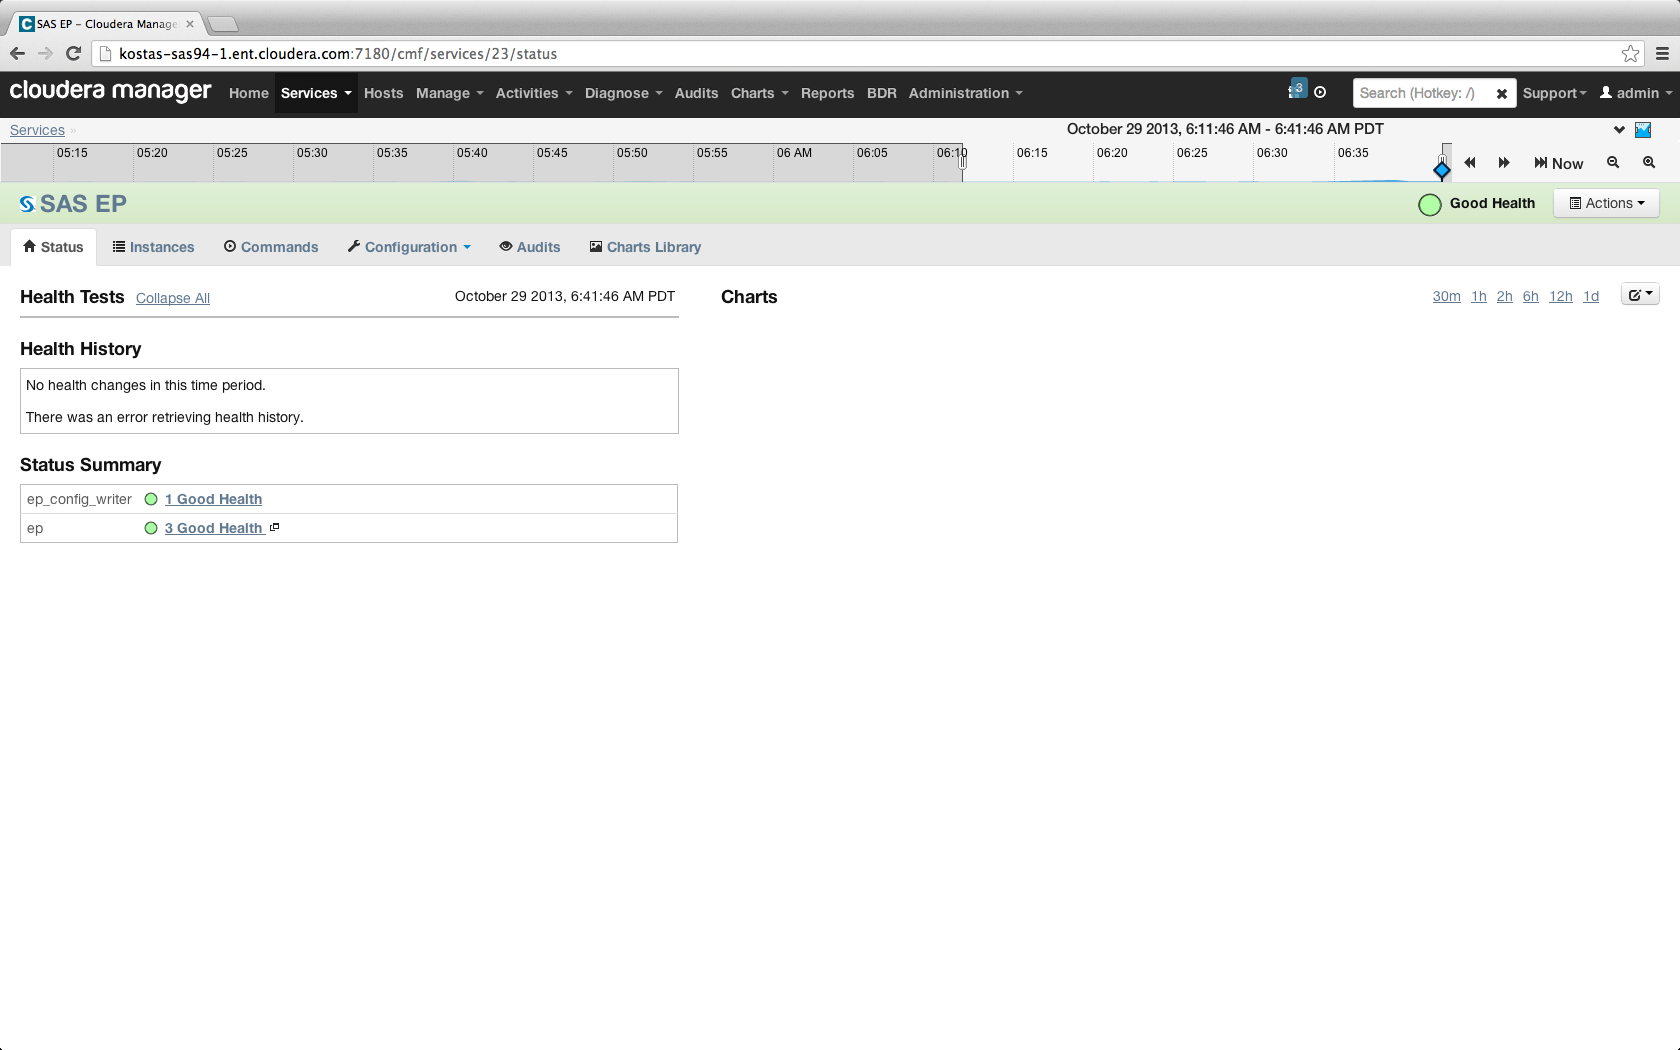 SAS EP – Cloudera Manage
kostas-sas94-1.ent.cloudera.com:7180/cmf/services/23/status
cloudera manager Home Services Hosts Manage Activities Diagnose Audits Charts Reports BDR Administration 3 Search (Hotkey: /) Support admin
Services » October 29 2013, 6:11:46 AM - 6:41:46 AM PDT
05:15 05:20 05:25 05:30 05:35 05:40 05:45 05:50 05:55 06 AM 06:05 06:10 06:15 06:20 06:25 06:30 06:35 Now
SAS EP Good Health Actions
Status Instances Commands Configuration Audits Charts Library
Health Tests Collapse All October 29 2013, 6:41:46 AM PDT Charts 30m 1h 2h 6h 12h 1d
Health History
No health changes in this time period.
There was an error retrieving health history.
Status Summary
ep_config_writer 1 Good Health
ep 3 Good Health